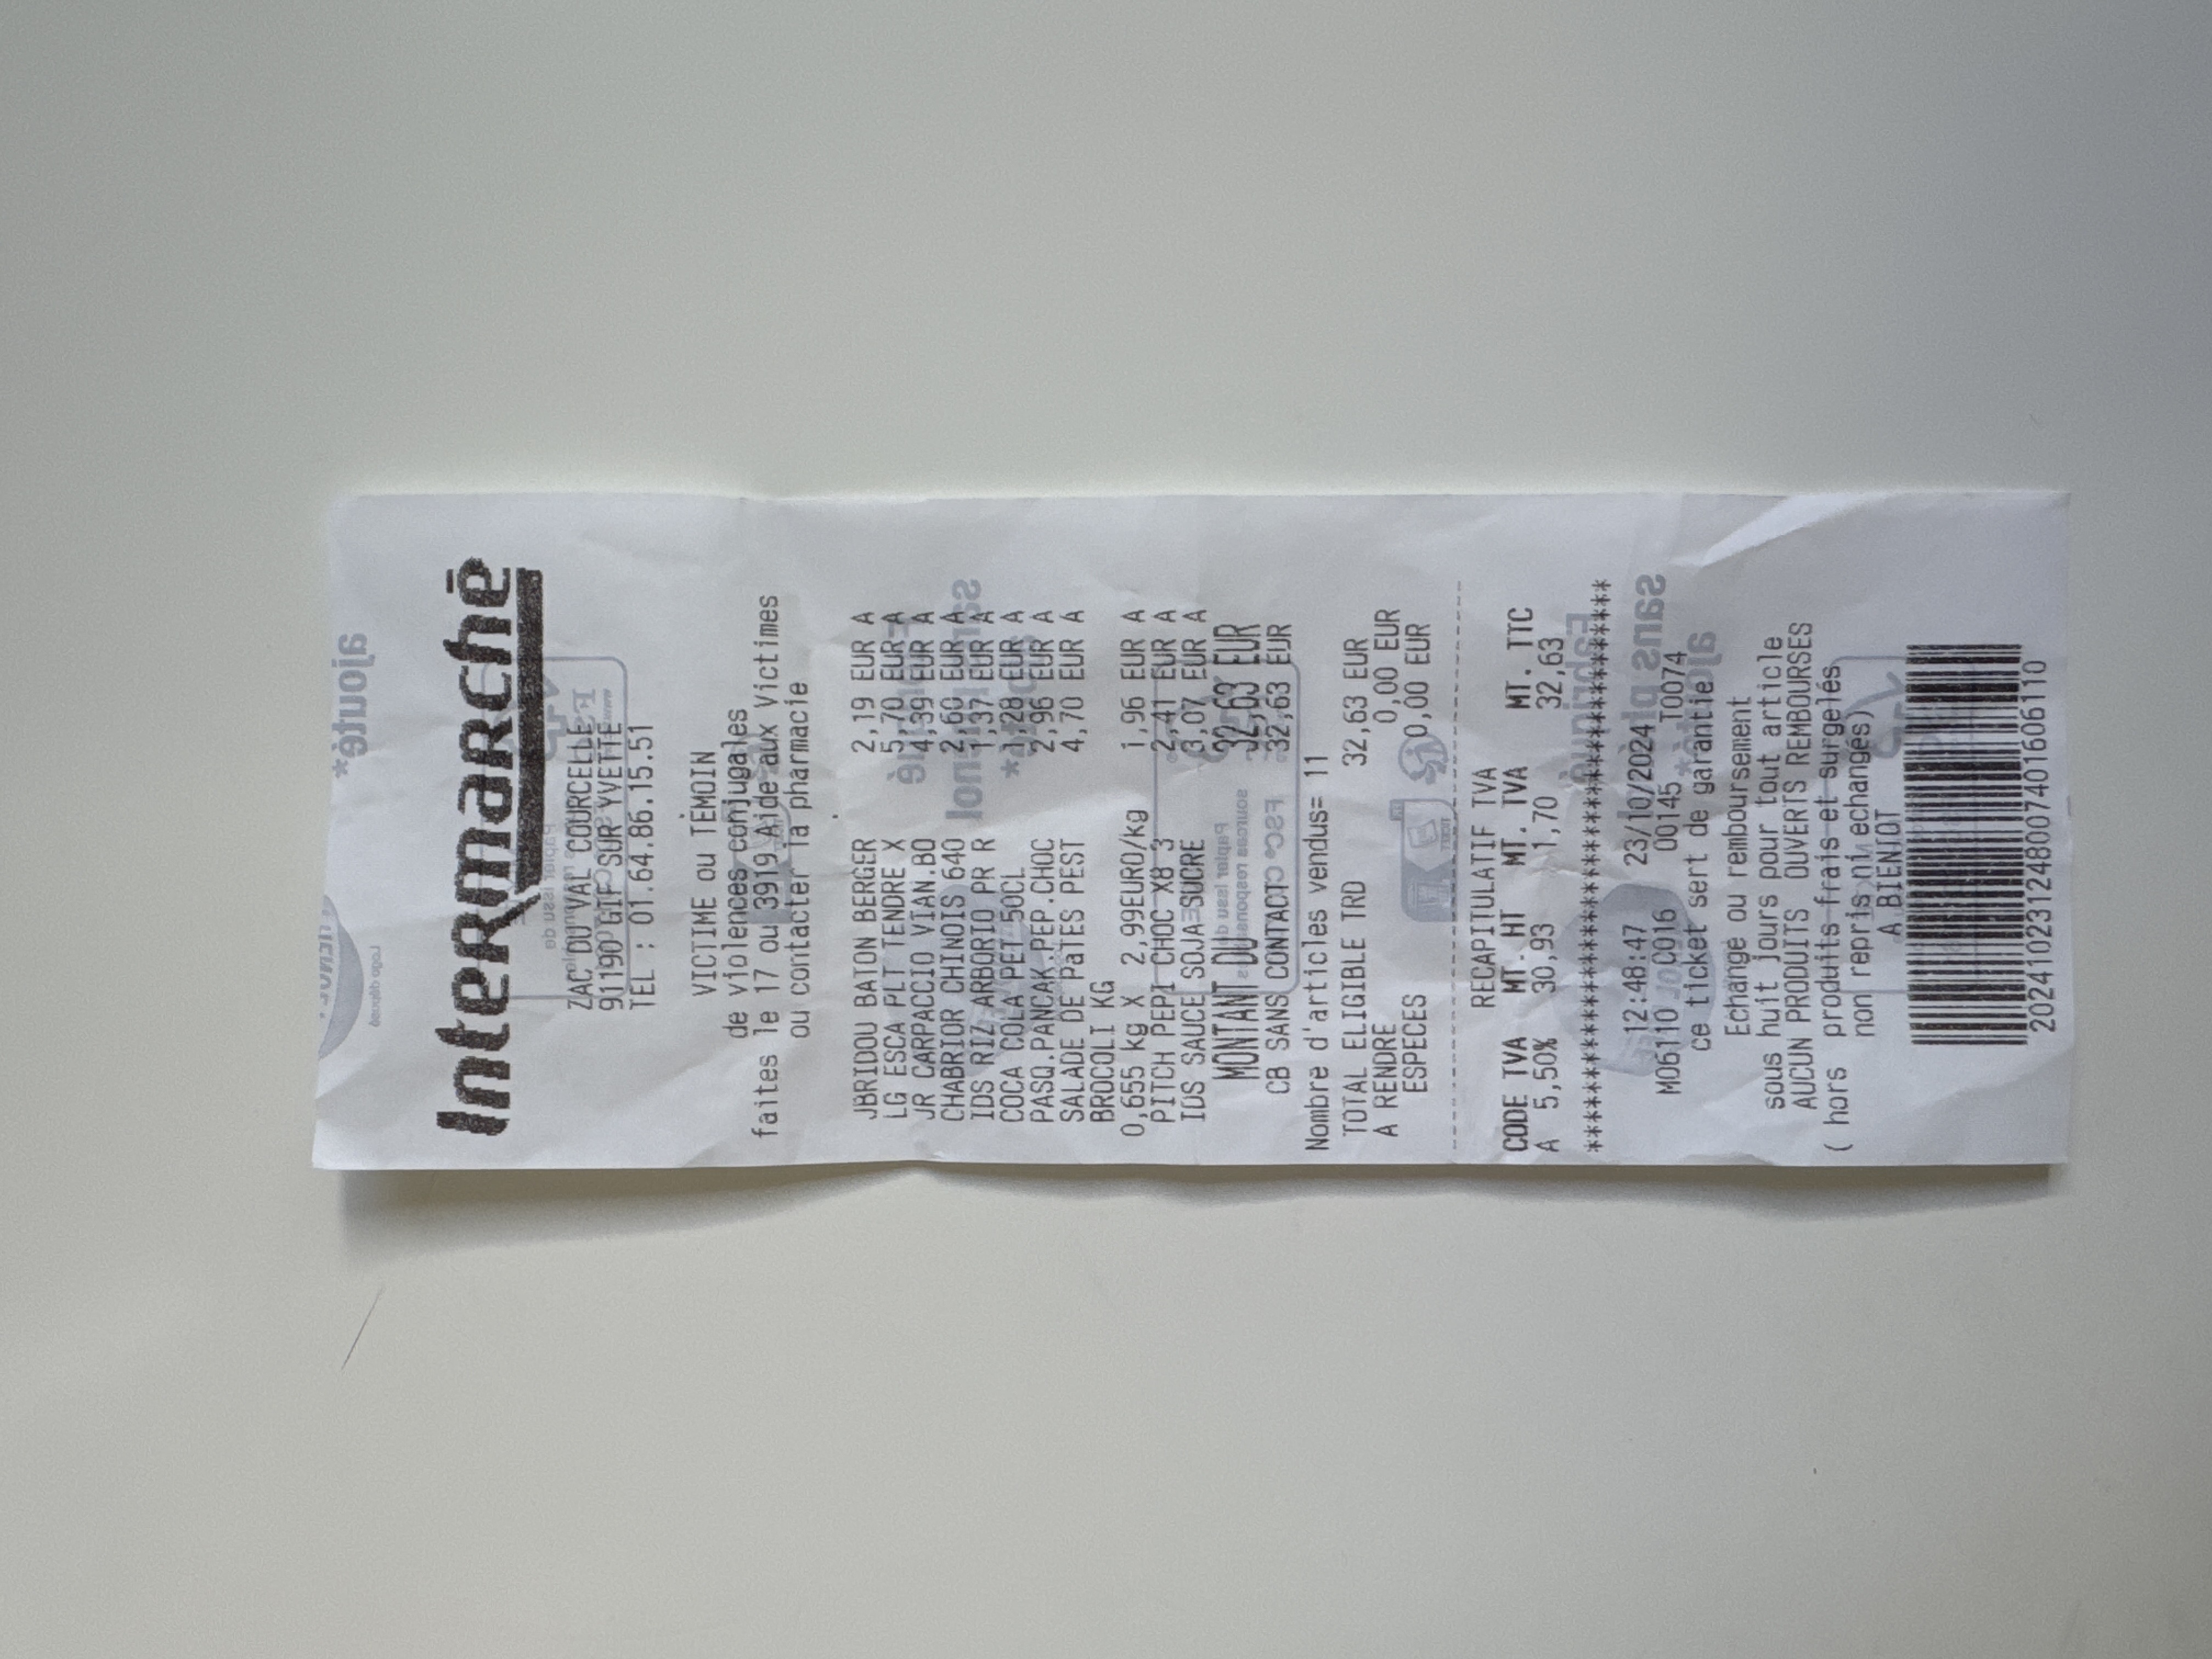 Intermarché
ZAC DU VAL COURCELLE
91190 GIF SUR YVETTE
TEL : 01.64.86.15.51
VICTIME ou TÉMOIN
de violences conjugales
faites le 17 ou 3919 Aide aux Victimes
ou contacter la pharmacie
JBRIDOU BATON BERGER 2,19 EUR A
LG ESCA PLT TENDRE X 5,70 EUR A
JR CARPACCIO VIAN.BO 4,39 EUR A
CHABRIOR CHINOIS 640 2,60 EUR A
IDS RIZ ARBORIO PR R 1,37 EUR A
COCA COLA PET 50CL 1,28 EUR A
PASQ.PANCAK.PEP.CHOC 2,96 EUR A
SALADE DE PaTES PEST 4,70 EUR A
BROCOLI KG
0,655 kg X 2,99EURO/kg 1,96 EUR A
PITCH PEPI CHOC X8 3 2,41 EUR A
IDS SAUCE SOJA SUCRE 3,07 EUR A
MONTANT DU 32,63 EUR
CB SANS CONTACT 32,63 EUR
Nombre d'articles vendus= 11
TOTAL ELIGIBLE TRD 32,63 EUR
A RENDRE 0,00 EUR
ESPECES 0,00 EUR
RECAPITULATIF TVA
CODE TVA MT. HT MT. TVA MT. TTC
A 5,50% 30,93 1,70 32,63
12:48:47 23/10/2024
M06110 C016 00145 T0074
ce ticket sert de garantie
Echange ou remboursement
sous huit jours pour tout article
AUCUN PRODUITS OUVERTS REMBOURSES
( hors produits frais et surgelés
non repris ni echangés)
A BIENTOT
20241023124800740160​6110